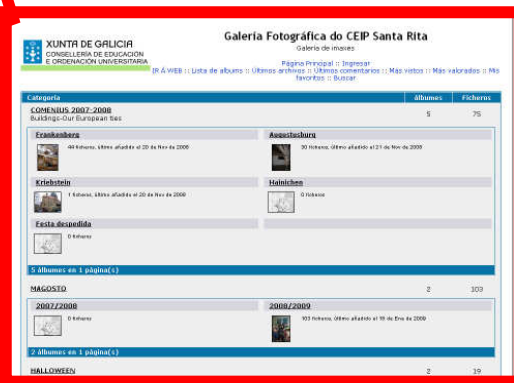 XUNTA DE GALICIA
CONSELLERÍA DE EDUCACIÓN
E ORDENACIÓN UNIVERSITARIA
Galería Fotográfica do CEIP Santa Rita
Galería de imaxes
Página Principal :: Ingresar
IR Á WEB :: Lista de albums :: Últimos archivos :: Últimos comentarios :: Más vistos :: Más valorados :: Mis
favoritos :: Buscar
Categoría álbumes Ficheros
COMENIUS 2007-2008 5 75
Buildings-Our European ties
Frankenberg Augustusburg
44 ficheros, último añadido el 20 de Nov de 2008 30 ficheros, último añadido el 21 de Nov de 2008
Kriebstein Hainichen
1 ficheros, último añadido el 20 de Nov de 2008 0 ficheros
Festa despedida
0 ficheros
5 álbumes en 1 página(s)
MAGOSTO 2 103
2007/2008 2008/2009
0 ficheros 103 ficheros, último añadido el 15 de Ene de 2009
2 álbumes en 1 página(s)
HALLOWEEN 2 19